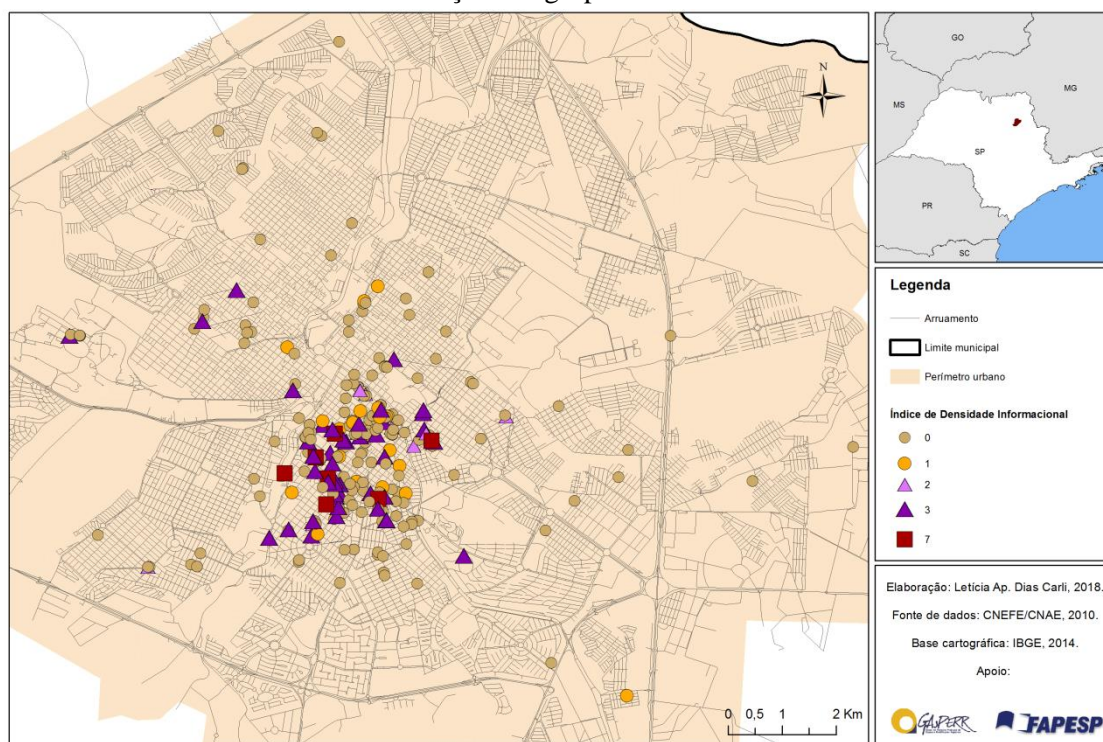 N
0 0,5 1 2 Km
GO
MS
MG
SP
PR
SC
Legenda
Arruamento
Limite municipal
Perímetro urbano
Índice de Densidade Informacional
0
1
2
3
7
Elaboração: Letícia Ap. Dias Carli, 2018.
Fonte de dados: CNEFE/CNAE, 2010.
Base cartográfica: IBGE, 2014.
Apoio:
GAsPERR
FAPESP